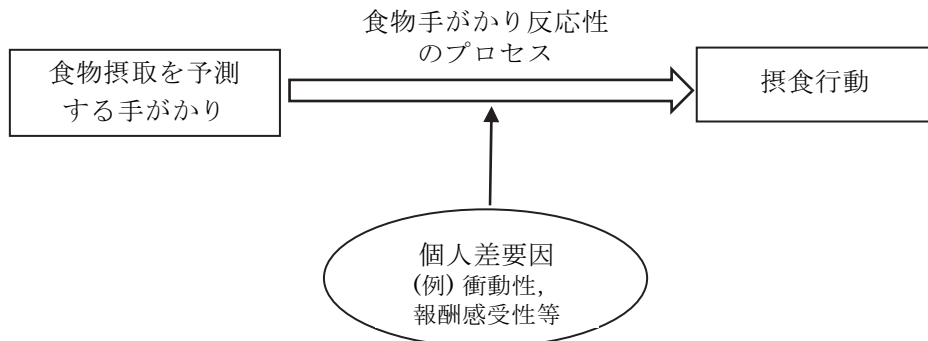 食物手がかり反応性
のプロセス
食物摂取を予測
する手がかり
摂食行動
個人差要因
(例) 衝動性,
報酬感受性等